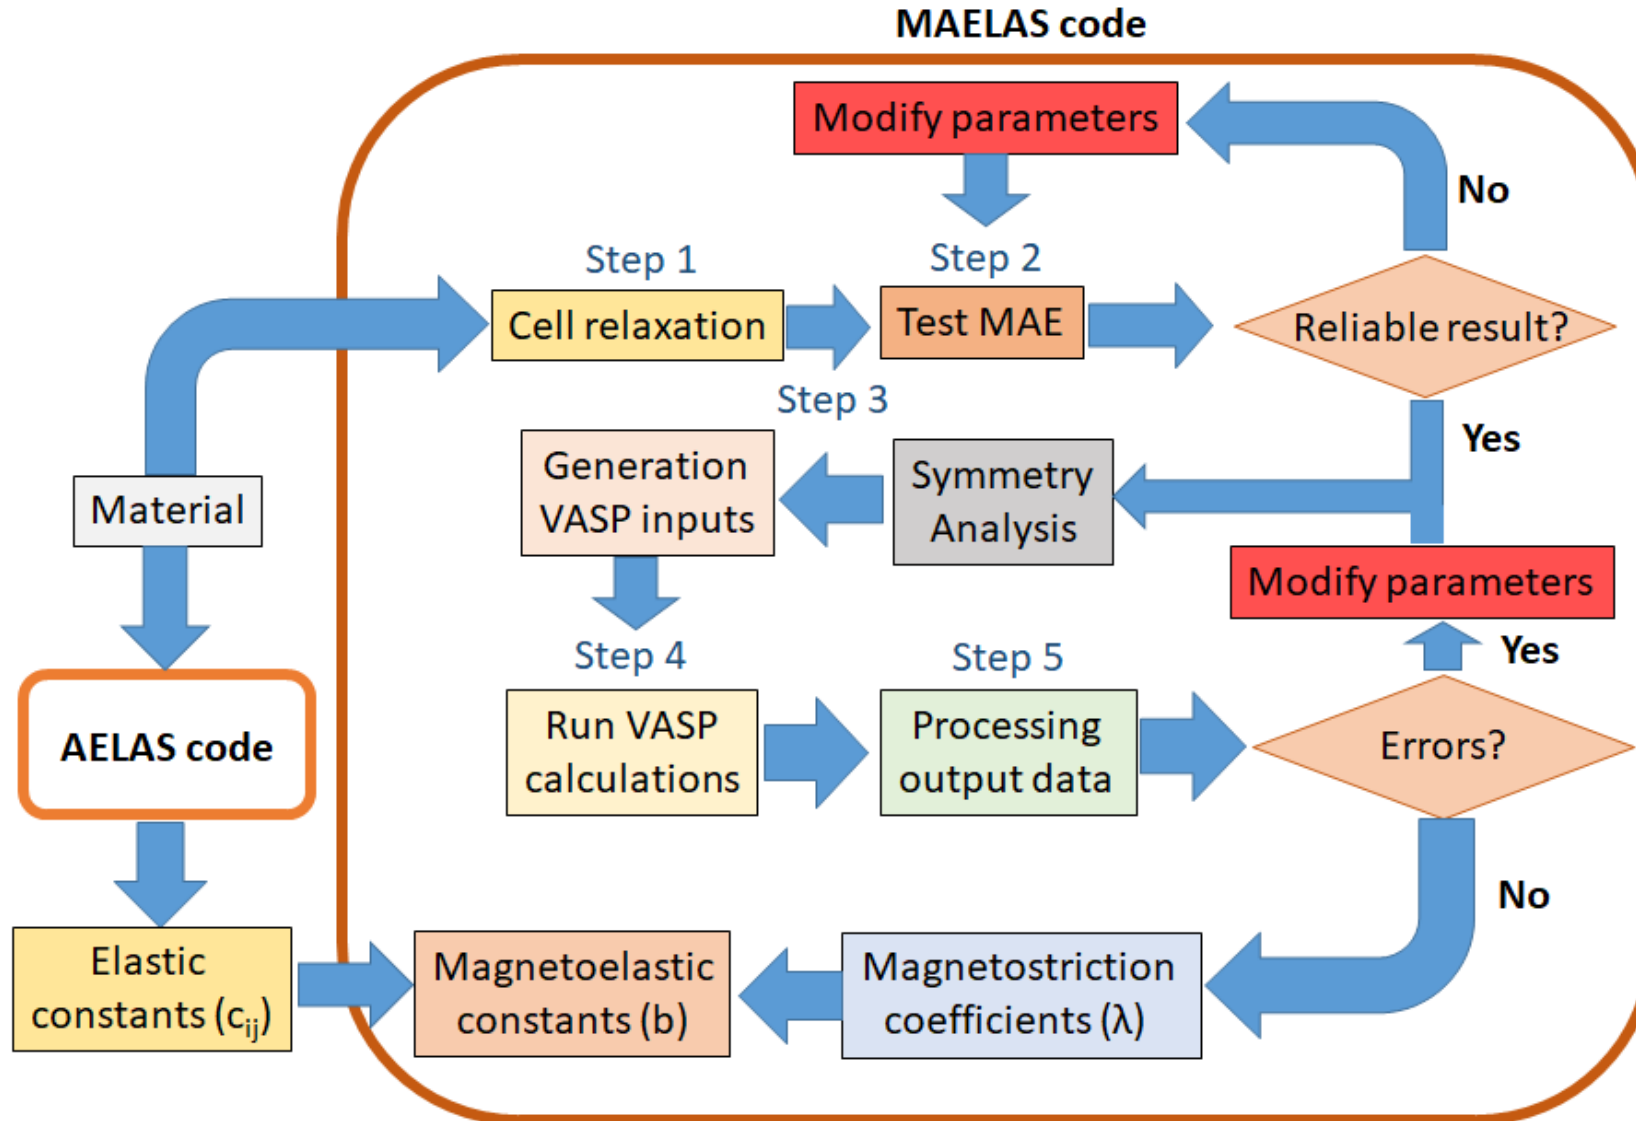 MAELAS code
Modify parameters
No
Step 1
Step 2
Cell relaxation
Test MAE
Reliable result?
Step 3
Yes
Generation
VASP inputs
Symmetry
Analysis
Material
Modify parameters
Yes
Step 4
Step 5
AELAS code
Run VASP
calculations
Processing
output data
Errors?
No
Elastic
constants (cᵢⱼ)
Magnetoelastic
constants (b)
Magnetostriction
coefficients (λ)